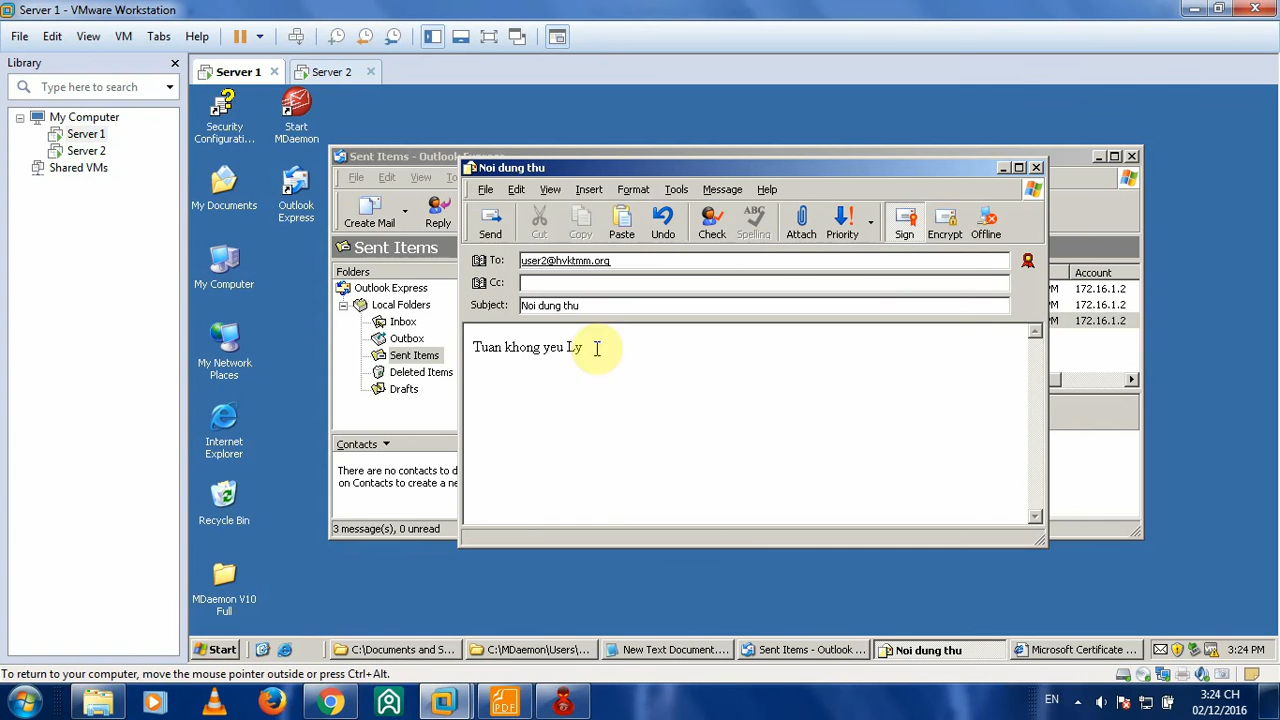 Server 1 - VMware Workstation
File Edit View VM Tabs Help
Library
Type here to search
My Computer
Server 1
Server 2
Shared VMs
Server 1
Server 2
Security Configurati...
Start MDaemon
My Documents
Outlook Express
My Computer
My Network Places
Internet Explorer
Recycle Bin
MDaemon V10 Full
Sent Items - Outlook Express
File Edit View
Create Mail Reply
Sent Items
Folders
Outlook Express
Local Folders
Inbox
Outbox
Sent Items
Deleted Items
Drafts
Contacts
There are no contacts to d
on Contacts to create a ne
3 message(s), 0 unread
Account
PM 172.16.1.2
PM 172.16.1.2
PM 172.16.1.2
Noi dung thu
File Edit View Insert Format Tools Message Help
Send Cut Copy Paste Undo Check Spelling Attach Priority Sign Encrypt Offline
To: user2@hvktmm.org
Cc:
Subject: Noi dung thu
Tuan khong yeu Ly
Start
C:\Documents and S...
C:\MDaemon\Users\...
New Text Document....
Sent Items - Outlook ...
Noi dung thu
Microsoft Certificate ...
3:24 PM
To return to your computer, move the mouse pointer outside or press Ctrl+Alt.
PDF
EN
3:24 CH
02/12/2016